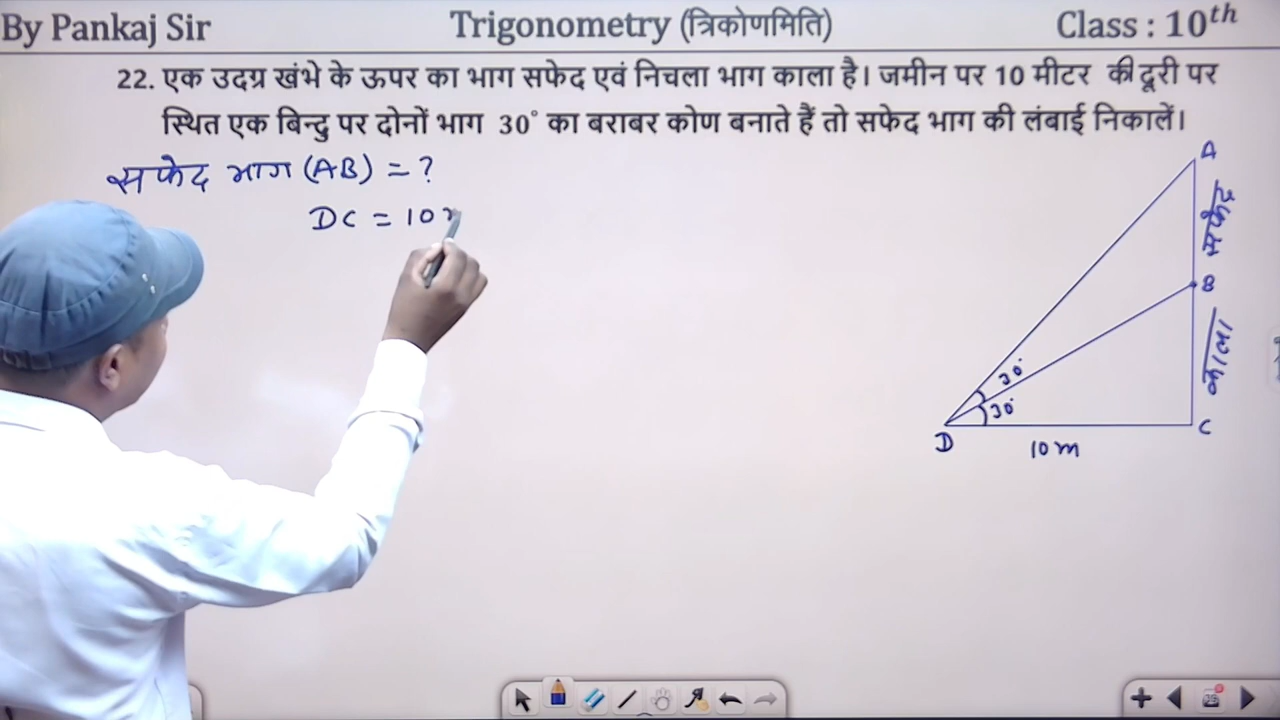 By Pankaj Sir Trigonometry (त्रिकोणमिति) Class : 10th
22. एक उदग्र खंभे के ऊपर का भाग सफेद एवं निचला भाग काला है। जमीन पर 10 मीटर की दूरी पर
स्थित एक बिन्दु पर दोनों भाग 30° का बराबर कोण बनाते हैं तो सफेद भाग की लंबाई निकालें।
सफेद भाग (AB) = ?
DC = 10
A
सफेद
B
काला
30°
30°
D
C
10 m